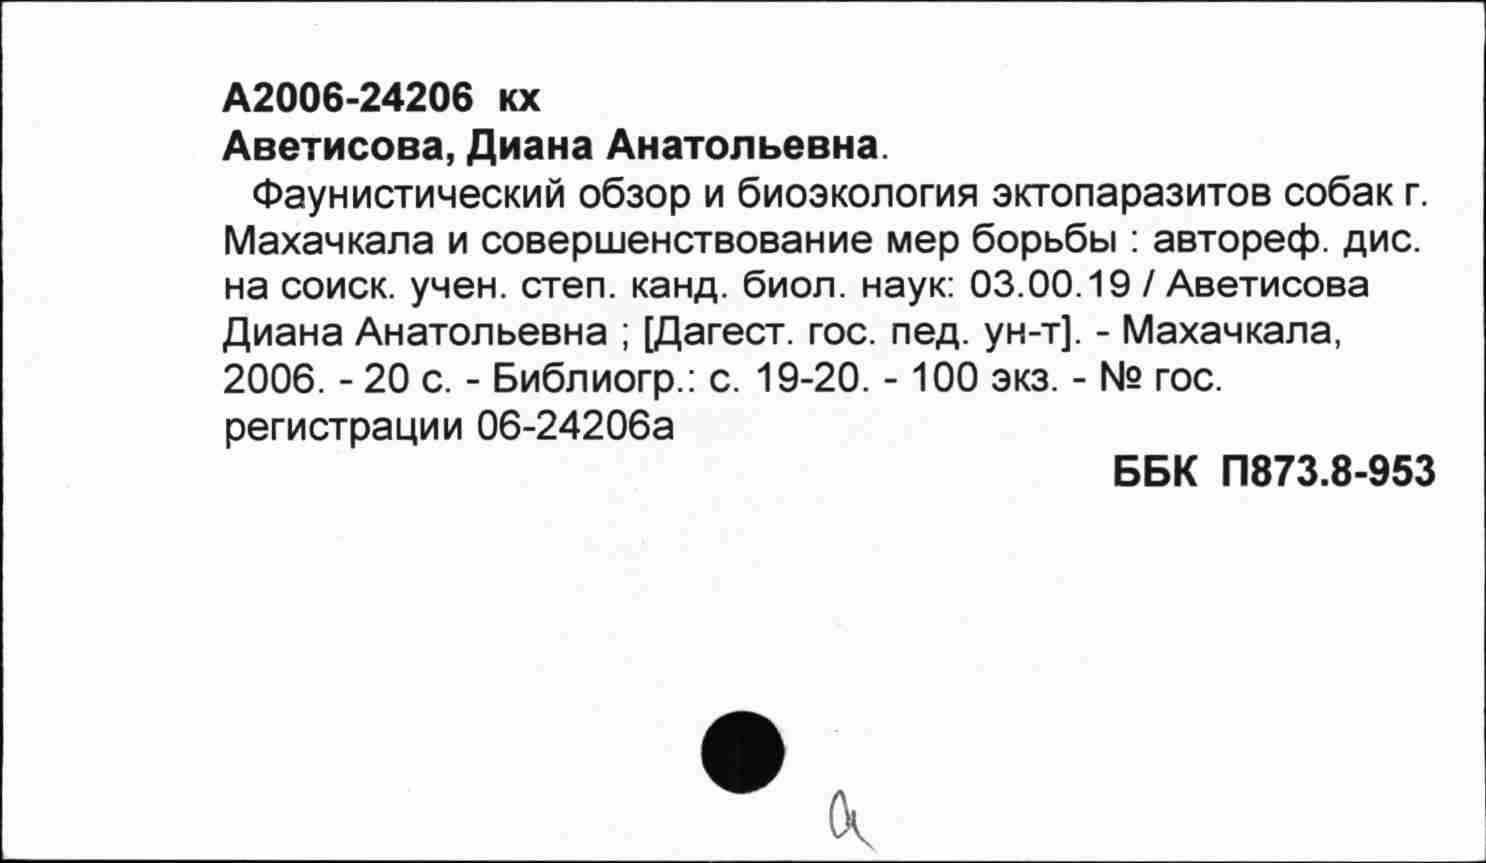 А2006-24206 кх
Аветисова, Диана Анатольевна.
Фаунистический обзор и биоэкология эктопаразитов собак г.
Махачкала и совершенствование мер борьбы : автореф. дис.
на соиск. учен. степ. канд. биол. наук: 03.00.19 / Аветисова
Диана Анатольевна ; [Дагест. гос. пед. ун-т]. - Махачкала,
2006. - 20 с. - Библиогр.: с. 19-20. - 100 экз. - № гос.
регистрации 06-24206а
ББК П873.8-953